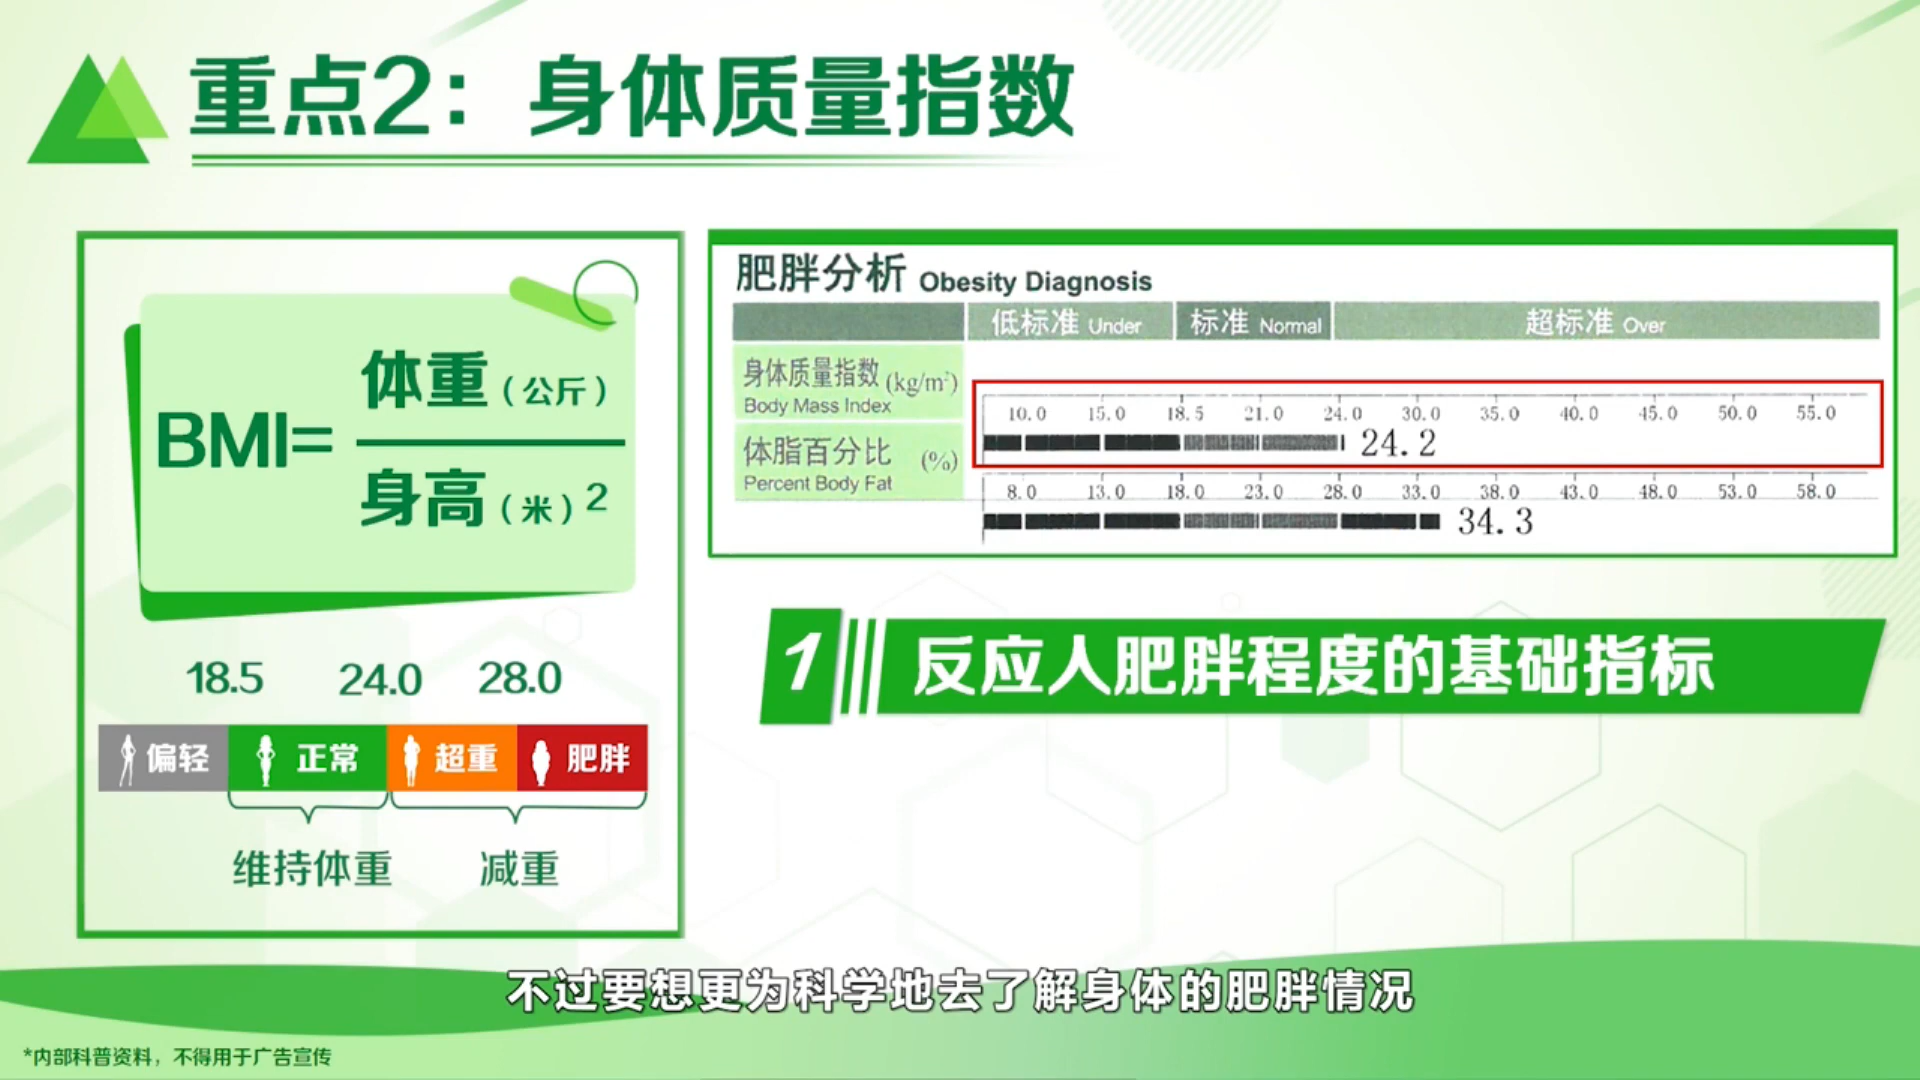 重点2：身体质量指数
BMI=
体重（公斤）
身高（米）2
18.5 24.0 28.0
偏轻 正常 超重 肥胖
维持体重 减重
肥胖分析 Obesity Diagnosis
低标准 Under 标准 Normal 超标准 Over
身体质量指数 (kg/m²)
Body Mass Index
10.0 15.0 18.5 21.0 24.0 30.0 35.0 40.0 45.0 50.0 55.0
24.2
体脂百分比 (%)
Percent Body Fat
8.0 13.0 18.0 23.0 28.0 33.0 38.0 43.0 48.0 53.0 58.0
34.3
1 反应人肥胖程度的基础指标
不过要想更为科学地去了解身体的肥胖情况
*内部科普资料，不得用于广告宣传